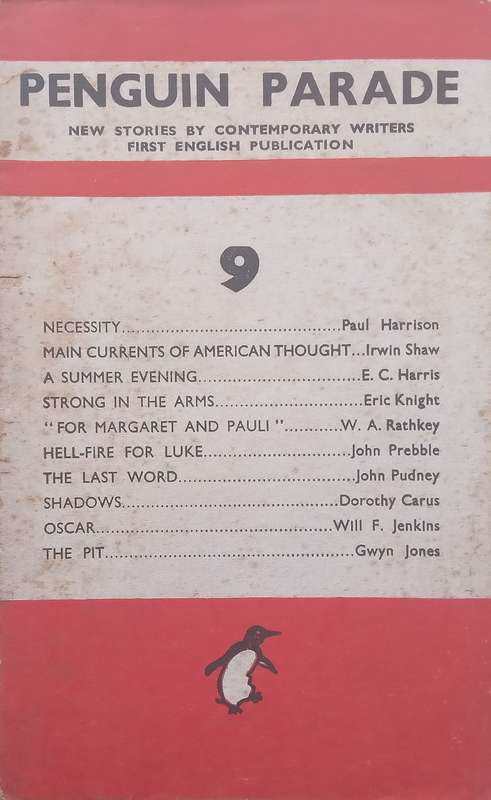 PENGUIN PARADE
NEW STORIES BY CONTEMPORARY WRITERS
FIRST ENGLISH PUBLICATION
9
NECESSITY............................................Paul Harrison
MAIN CURRENTS OF AMERICAN THOUGHT...Irwin Shaw
A SUMMER EVENING.................................E. C. Harris
STRONG IN THE ARMS..............................Eric Knight
"FOR MARGARET AND PAULI"...........W. A. Rathkey
HELL-FIRE FOR LUKE..............................John Prebble
THE LAST WORD....................................John Pudney
SHADOWS............................................Dorothy Carus
OSCAR................................................Will F. Jenkins
THE PIT..................................................Gwyn Jones